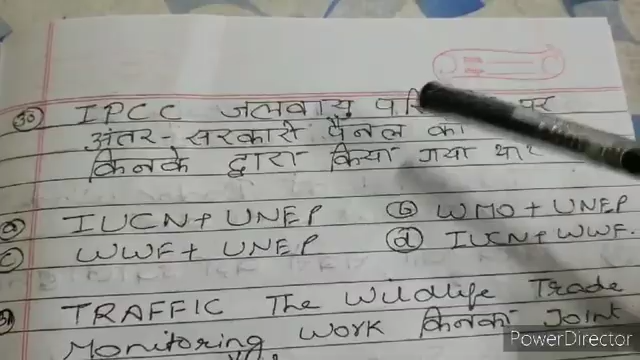 30 IPCC जलवायु पर
अंतर-सरकारी पैनल का
किनके द्वारा किया गया था?
a IUCN+UNEP b WMO+UNEP
c WWF+UNEP d IUCN+WWF.
31 TRAFFIC The Wildlife Trade
Monitoring Work किनका Joint
PowerDirector